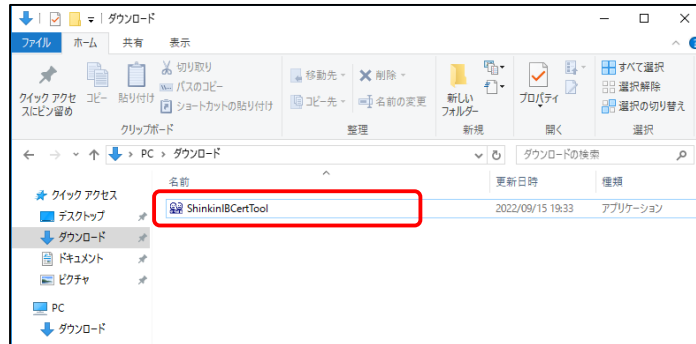 ダウンロード
ファイル ホーム 共有 表示
クイック アクセスにピン留め
コピー
貼り付け
切り取り
パスのコピー
ショートカットの貼り付け
クリップボード
移動先
コピー先
削除
名前の変更
整理
新しいフォルダー
新規
プロパティ
開く
すべて選択
選択解除
選択の切り替え
選択
PC > ダウンロード
ダウンロードの検索
名前 更新日時 種類
ShinkinIBCertTool 2022/09/15 19:33 アプリケーション
クイック アクセス
デスクトップ
ダウンロード
ドキュメント
ピクチャ
PC
ダウンロード